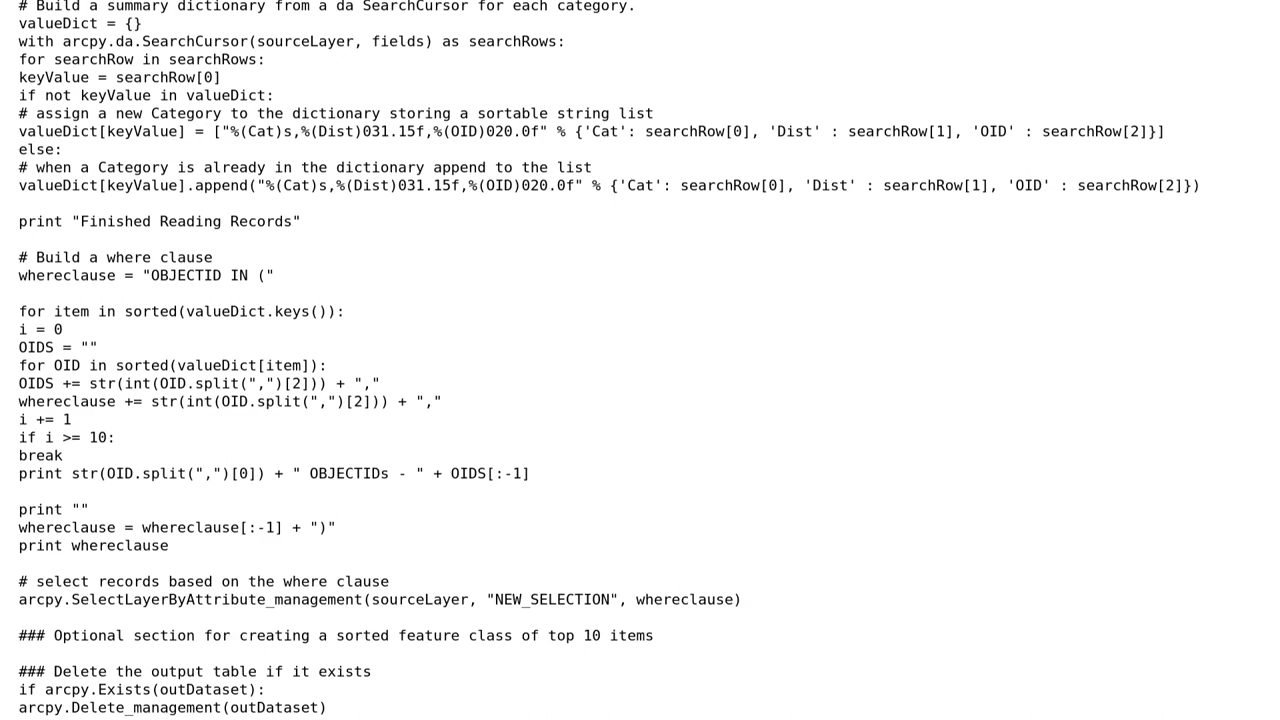 # Build a summary dictionary from a da SearchCursor for each category.
valueDict = {}
with arcpy.da.SearchCursor(sourceLayer, fields) as searchRows:
for searchRow in searchRows:
keyValue = searchRow[0]
if not keyValue in valueDict:
# assign a new Category to the dictionary storing a sortable string list
valueDict[keyValue] = ["%(Cat)s,%(Dist)031.15f,%(OID)020.0f" % {'Cat': searchRow[0], 'Dist' : searchRow[1], 'OID' : searchRow[2]}]
else:
# when a Category is already in the dictionary append to the list
valueDict[keyValue].append("%(Cat)s,%(Dist)031.15f,%(OID)020.0f" % {'Cat': searchRow[0], 'Dist' : searchRow[1], 'OID' : searchRow[2]})
print "Finished Reading Records"
# Build a where clause
whereclause = "OBJECTID IN ("
for item in sorted(valueDict.keys()):
i = 0
OIDS = ""
for OID in sorted(valueDict[item]):
OIDS += str(int(OID.split(",")[2])) + ","
whereclause += str(int(OID.split(",")[2])) + ","
i += 1
if i >= 10:
break
print str(OID.split(",")[0]) + " OBJECTIDs - " + OIDS[:-1]
print ""
whereclause = whereclause[:-1] + ")"
print whereclause
# select records based on the where clause
arcpy.SelectLayerByAttribute_management(sourceLayer, "NEW_SELECTION", whereclause)
### Optional section for creating a sorted feature class of top 10 items
### Delete the output table if it exists
if arcpy.Exists(outDataset):
arcpy.Delete_management(outDataset)